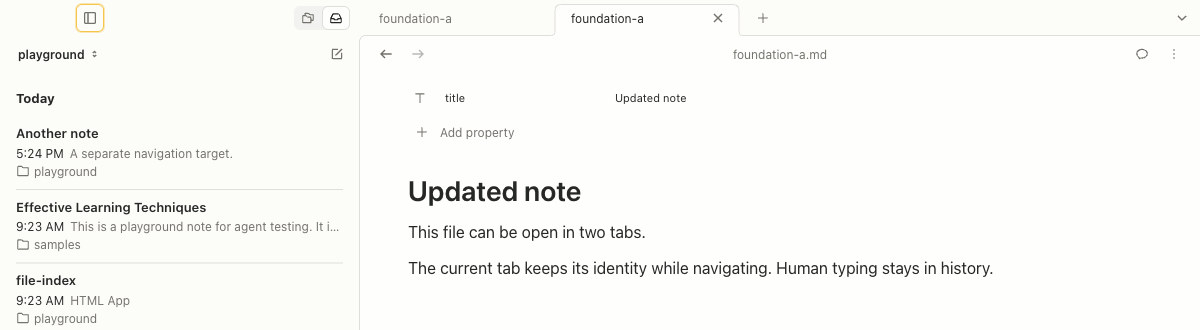 foundation-a
foundation-a
playground
foundation-a.md
Today
title
Updated note
Add property
Another note
5:24 PM A separate navigation target.
playground
Effective Learning Techniques
9:23 AM This is a playground note for agent testing. It i...
samples
file-index
9:23 AM HTML App
playground
Updated note
This file can be open in two tabs.
The current tab keeps its identity while navigating. Human typing stays in history.